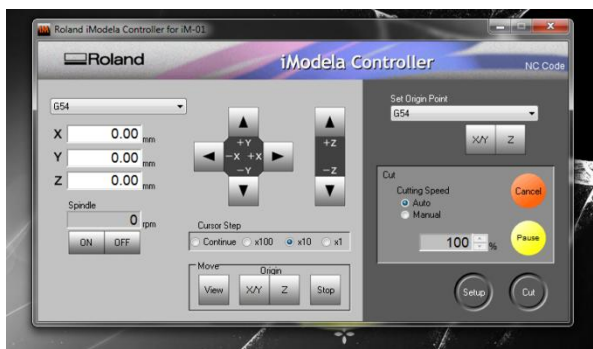 Roland iModela Controller for iM-01
Roland
iModela Controller
NC Code
G54
X 0.00 mm
Y 0.00 mm
Z 0.00 mm
Spindle
0 rpm
ON OFF
+Y
-X +X
-Y
+Z
-Z
Cursor Step
Continue x100 x10 x1
Move
Origin
View X/Y Z Stop
Set Origin Point
G54
X/Y Z
Cut
Cutting Speed
Auto
Manual
100 %
Cancel
Pause
Setup Cut